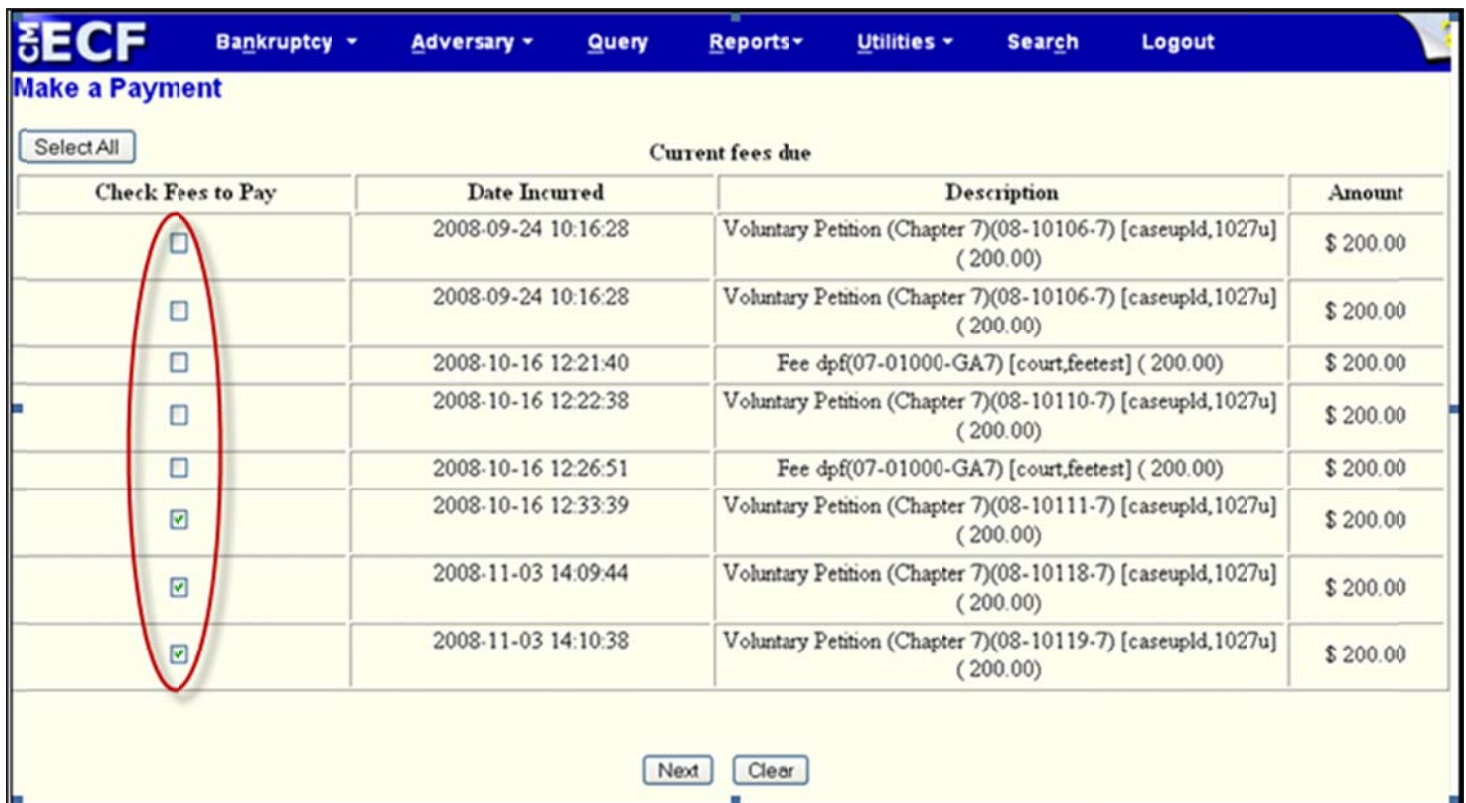 CM ECF Bankruptcy Adversary Query Reports Utilities Search Logout
Make a Payment
Select All
Current fees due
Check Fees to Pay Date Incurred Description Amount
2008-09-24 10:16:28 Voluntary Petition (Chapter 7)(08-10106-7) [caseupld,1027u] $ 200.00
( 200.00)
2008-09-24 10:16:28 Voluntary Petition (Chapter 7)(08-10106-7) [caseupld,1027u] $ 200.00
( 200.00)
2008-10-16 12:21:40 Fee dpf(07-01000-GA7) [court,feetest] ( 200.00) $ 200.00
2008-10-16 12:22:38 Voluntary Petition (Chapter 7)(08-10110-7) [caseupld,1027u] $ 200.00
( 200.00)
2008-10-16 12:26:51 Fee dpf(07-01000-GA7) [court,feetest] ( 200.00) $ 200.00
2008-10-16 12:33:39 Voluntary Petition (Chapter 7)(08-10111-7) [caseupld,1027u] $ 200.00
( 200.00)
2008-11-03 14:09:44 Voluntary Petition (Chapter 7)(08-10118-7) [caseupld,1027u] $ 200.00
( 200.00)
2008-11-03 14:10:38 Voluntary Petition (Chapter 7)(08-10119-7) [caseupld,1027u] $ 200.00
( 200.00)
Next Clear